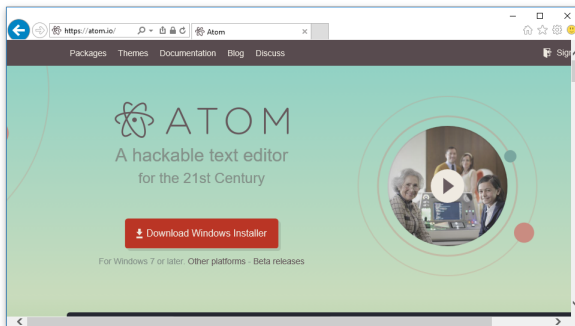 https://atom.io/
Atom
Packages Themes Documentation Blog Discuss Sign
ATOM
A hackable text editor
for the 21st Century
Download Windows Installer
For Windows 7 or later. Other platforms - Beta releases